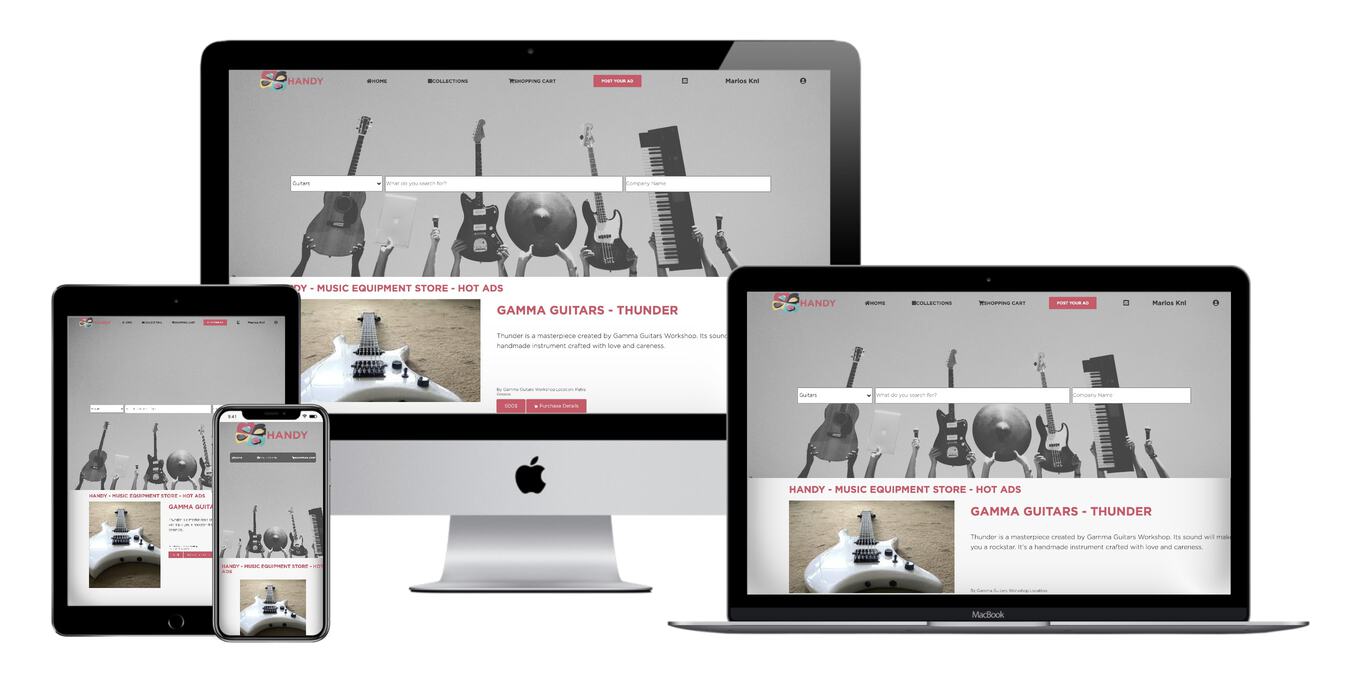 HANDY
HOME
COLLECTIONS
SHOPPING CART
POST YOUR AD
Marios Knl
Guitars
What do you search for?
Company Name
DY - MUSIC EQUIPMENT STORE - HOT ADS
GAMMA GUITARS - THUNDER
Thunder is a masterpiece created by Gamma Guitars Workshop. Its sound
handmade instrument crafted with love and careness.
By Gamma Guitars Workshop Location: Patra
Greece
500$
Purchase Details
HANDY
HOME
COLLECTIONS
SHOPPING CART
POST YOUR AD
Marios Knl
Guitars
What do you search for?
Company Name
HANDY - MUSIC EQUIPMENT STORE - HOT ADS
GAMMA GUITARS - THUNDER
Thunder is a masterpiece created by Gamma Guitars Workshop. Its sound will make
you a rockstar. It's a handmade instrument crafted with love and careness.
By Gamma Guitars Workshop Location:
MacBook
HANDY
Marios Knl
HANDY - MUSIC EQUIPMENT STORE - HOT ADS
GAMMA GUITA
9:41
HANDY
HANDY - MUSIC EQUIPMENT STORE - HOT
ADS